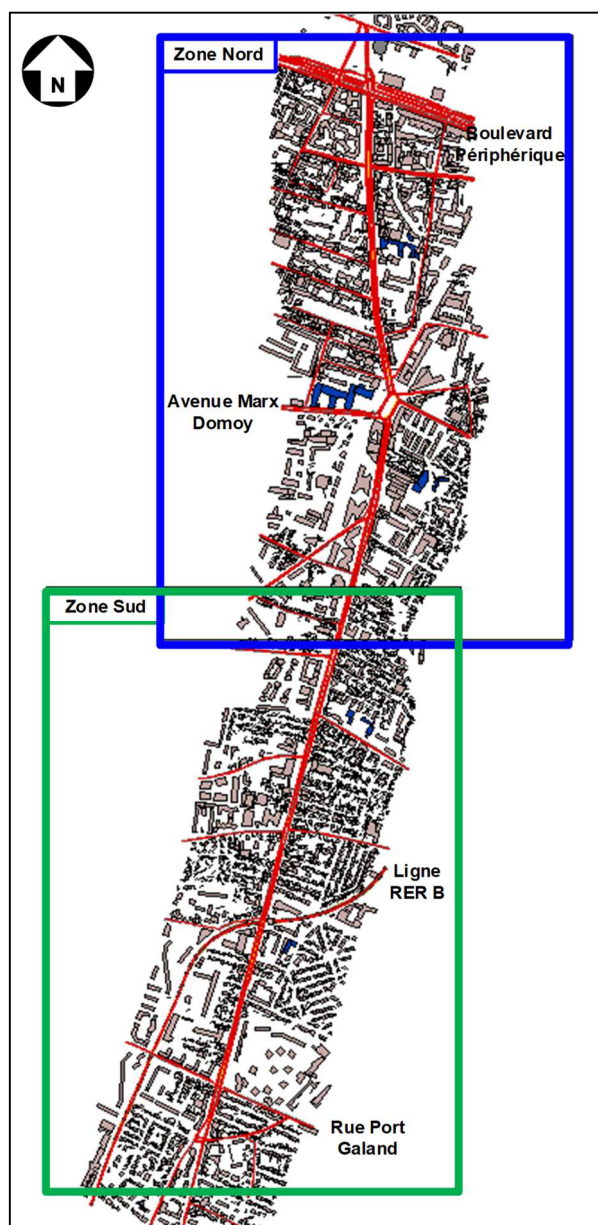 Zone Nord
N
Boulevard
Périphérique
Avenue Marx
Domoy
Zone Sud
Ligne
RER B
Rue Port
Galand